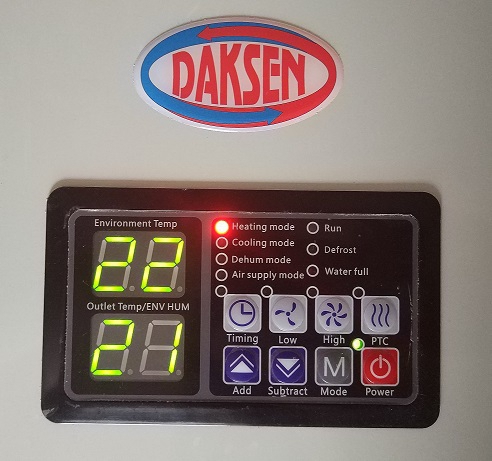 DAKSEN
Environment Temp
22
Outlet Temp/ENV HUM
21
Heating mode
Cooling mode
Dehum mode
Air supply mode
Run
Defrost
Water full
Timing Low High PTC
M
Add Subtract Mode Power